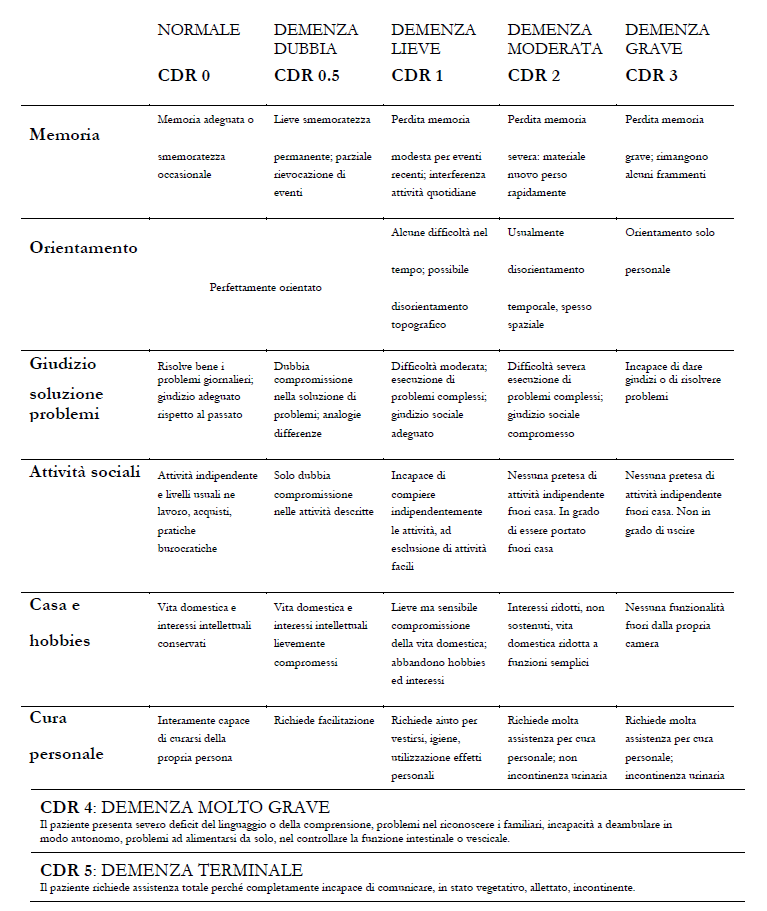 NORMALE
DEMENZA
DUBBIA
DEMENZA
LIEVE
DEMENZA
MODERATA
DEMENZA
GRAVE
CDR 0
CDR 0.5
CDR 1
CDR 2
CDR 3
Memoria
Memoria adeguata o
smemoratezza
occasionale
Lieve smemoratezza
permanente; parziale
rievocazione di
eventi
Perdita memoria
modesta per eventi
recenti; interferenza
attività quotidiane
Perdita memoria
severa: materiale
nuovo perso
rapidamente
Perdita memoria
grave; rimangono
alcuni frammenti
Orientamento
Perfettamente orientato
Alcune difficoltà nel
tempo; possibile
disorientamento
topografico
Usualmente
disorientamento
temporale, spesso
spaziale
Orientamento solo
personale
Giudizio
soluzione
problemi
Risolve bene i
problemi giornalieri;
giudizio adeguato
rispetto al passato
Dubbia
compromissione
nella soluzione di
problemi; analogie
differenze
Difficoltà moderata;
esecuzione di
problemi complessi;
giudizio sociale
adeguato
Difficoltà severa
esecuzione di
problemi complessi;
giudizio sociale
compromesso
Incapace di dare
giudizi o di risolvere
problemi
Attività sociali
Attività indipendente
e livelli usuali ne
lavoro, acquisti,
pratiche
burocratiche
Solo dubbia
compromissione
nelle attività descritte
Incapace di
compiere
indipendentemente
le attività, ad
esclusione di attività
facili
Nessuna pretesa di
attività indipendente
fuori casa. In grado
di essere portato
fuori casa
Nessuna pretesa di
attività indipendente
fuori casa. Non in
grado di uscire
Casa e
hobbies
Vita domestica e
interessi intellettuali
conservati
Vita domestica e
interessi intellettuali
lievemente
compromessi
Lieve ma sensibile
compromissione
della vita domestica;
abbandono hobbies
ed interessi
Interessi ridotti, non
sostenuti, vita
domestica ridotta a
funzioni semplici
Nessuna funzionalità
fuori dalla propria
camera
Cura
personale
Interamente capace
di curarsi della
propria persona
Richiede facilitazione
Richiede aiuto per
vestirsi, igiene,
utilizzazione effetti
personali
Richiede molta
assistenza per cura
personale; non
incontinenza urinaria
Richiede molta
assistenza per cura
personale;
incontinenza urinaria
CDR 4: DEMENZA MOLTO GRAVE
Il paziente presenta severo deficit del linguaggio o della comprensione, problemi nel riconoscere i familiari, incapacità a deambulare in
modo autonomo, problemi ad alimentarsi da solo, nel controllare la funzione intestinale o vescicale.
CDR 5: DEMENZA TERMINALE
Il paziente richiede assistenza totale perché completamente incapace di comunicare, in stato vegetativo, allettato, incontinente.